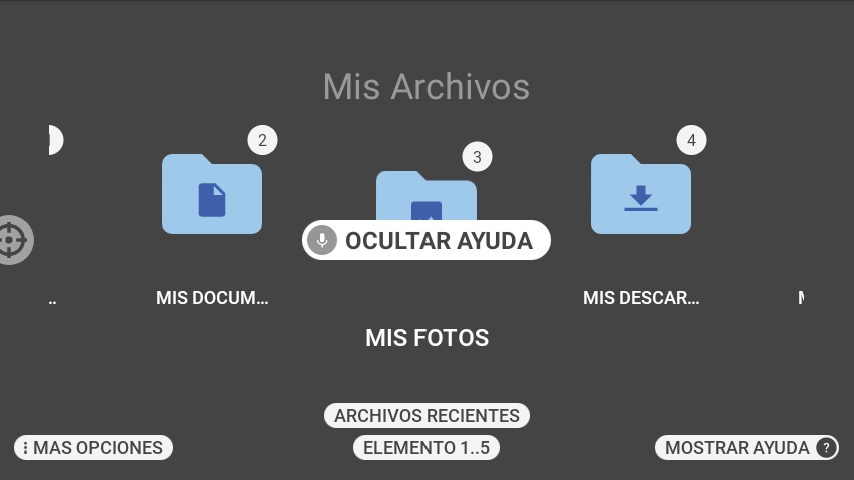 Mis Archivos
2
3
4
OCULTAR AYUDA
MIS DOCUM...
MIS DESCAR...
MIS FOTOS
ARCHIVOS RECIENTES
MAS OPCIONES
ELEMENTO 1..5
MOSTRAR AYUDA ?